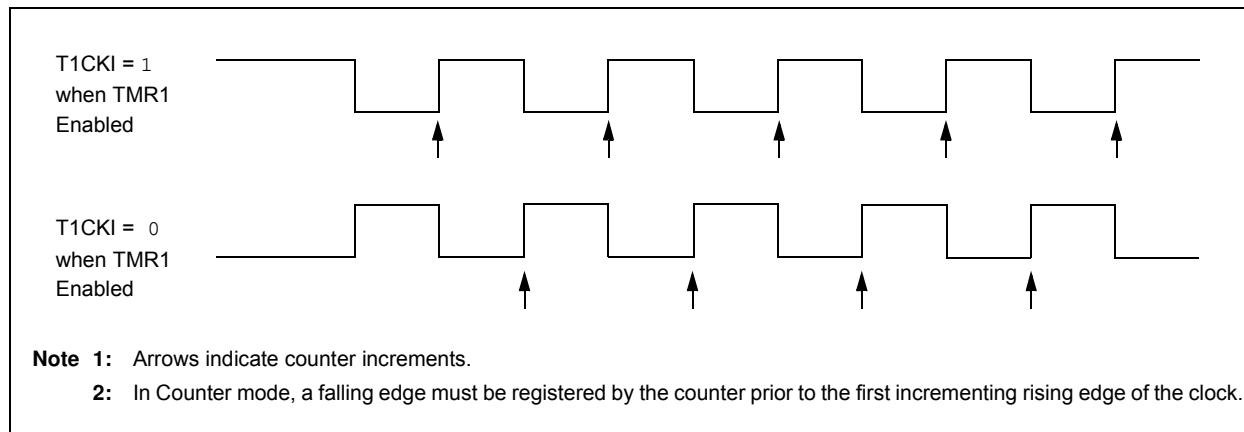 T1CKI = 1
when TMR1
Enabled
T1CKI = 0
when TMR1
Enabled
Note 1: Arrows indicate counter increments.
2: In Counter mode, a falling edge must be registered by the counter prior to the first incrementing rising edge of the clock.